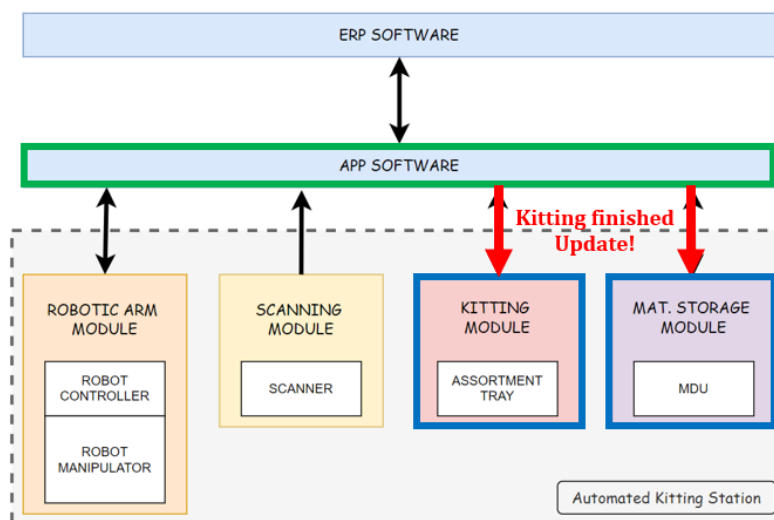 ERP SOFTWARE
APP SOFTWARE
Kitting finished
Update!
ROBOTIC ARM
MODULE
ROBOT
CONTROLLER
ROBOT
MANIPULATOR
SCANNING
MODULE
SCANNER
KITTING
MODULE
ASSORTMENT
TRAY
MAT. STORAGE
MODULE
MDU
Automated Kitting Station